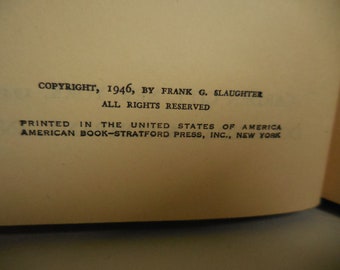 COPYRIGHT, 1946, BY FRANK G. SLAUGHTER
ALL RIGHTS RESERVED
PRINTED IN THE UNITED STATES OF AMERICA
AMERICAN BOOK—STRATFORD PRESS, INC., NEW YORK